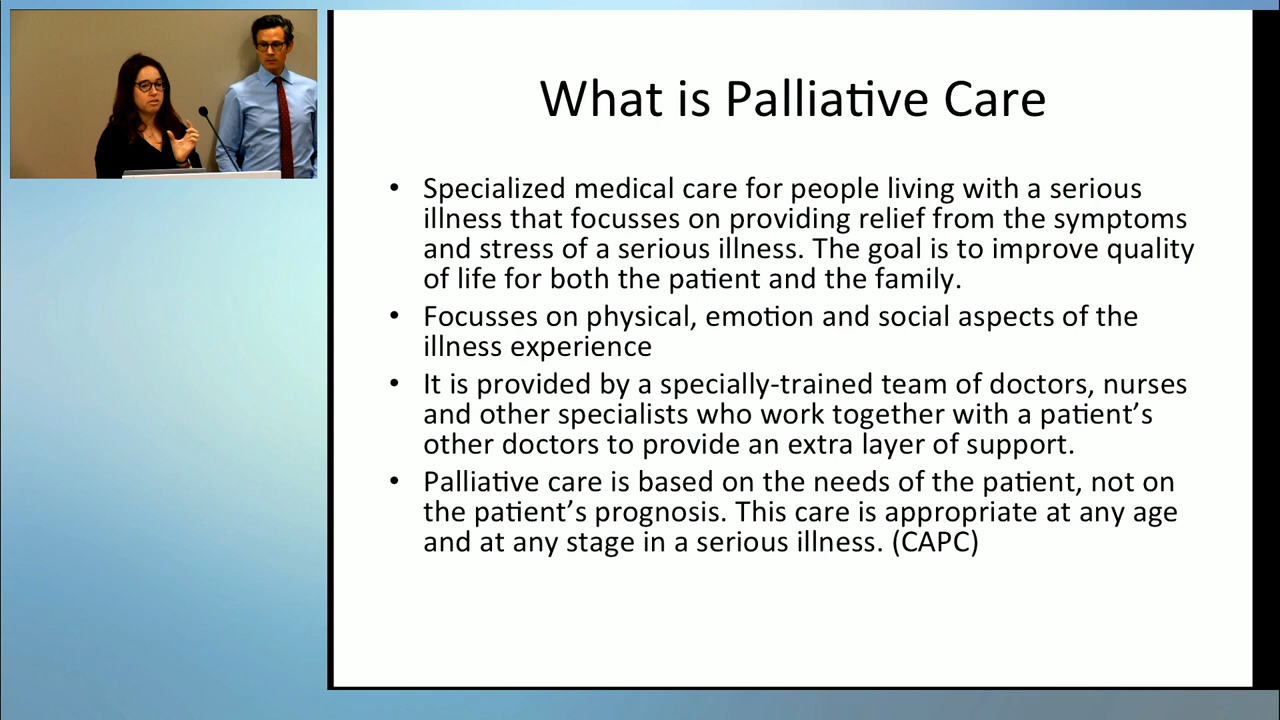 What is Palliative Care
• Specialized medical care for people living with a serious
illness that focusses on providing relief from the symptoms
and stress of a serious illness. The goal is to improve quality
of life for both the patient and the family.
• Focusses on physical, emotion and social aspects of the
illness experience
• It is provided by a specially-trained team of doctors, nurses
and other specialists who work together with a patient’s
other doctors to provide an extra layer of support.
• Palliative care is based on the needs of the patient, not on
the patient’s prognosis. This care is appropriate at any age
and at any stage in a serious illness. (CAPC)